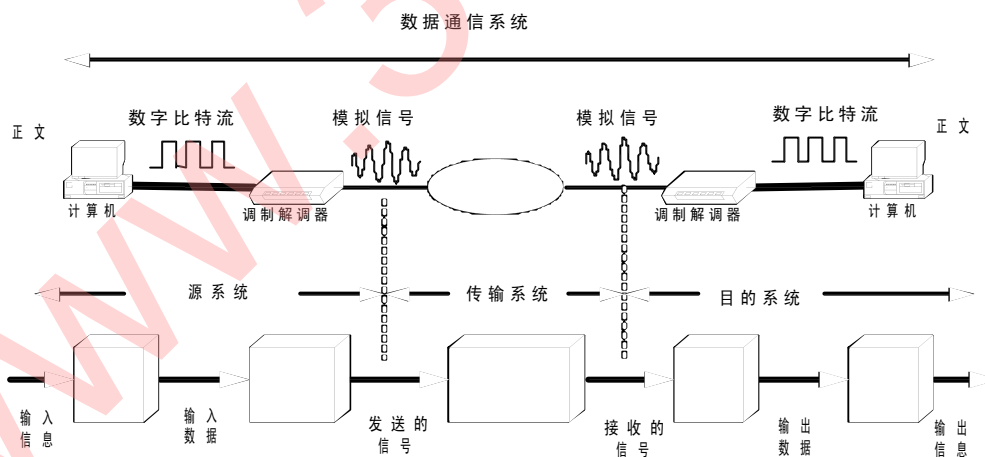 数据通信系统
正文
数字比特流
模拟信号
模拟信号
数字比特流
正文
计算机
调制解调器
调制解调器
计算机
源系统
传输系统
目的系统
输入
信息
输入
数据
发送的
信号
接收的
信号
输出
数据
输出
信息